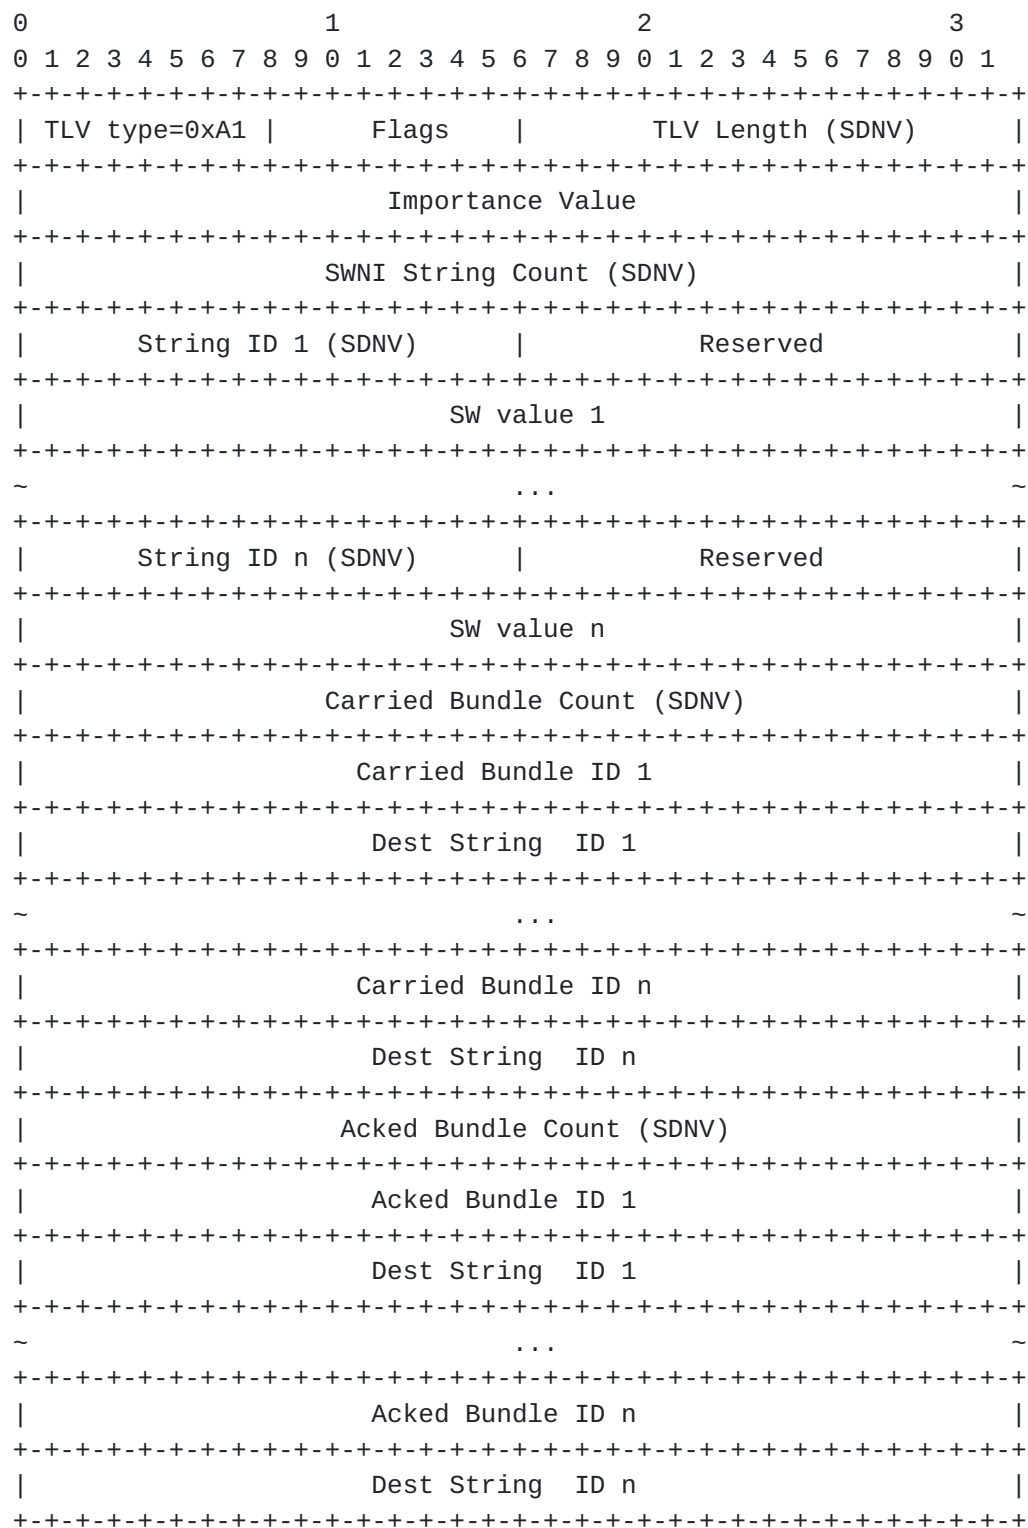 0                   1                   2                   3
0 1 2 3 4 5 6 7 8 9 0 1 2 3 4 5 6 7 8 9 0 1 2 3 4 5 6 7 8 9 0 1
+-+-+-+-+-+-+-+-+-+-+-+-+-+-+-+-+-+-+-+-+-+-+-+-+-+-+-+-+-+-+-+-+
| TLV type=0xA1 |      Flags    |        TLV Length (SDNV)      |
+-+-+-+-+-+-+-+-+-+-+-+-+-+-+-+-+-+-+-+-+-+-+-+-+-+-+-+-+-+-+-+-+
|                       Importance Value                        |
+-+-+-+-+-+-+-+-+-+-+-+-+-+-+-+-+-+-+-+-+-+-+-+-+-+-+-+-+-+-+-+-+
|                   SWNI String Count (SDNV)                    |
+-+-+-+-+-+-+-+-+-+-+-+-+-+-+-+-+-+-+-+-+-+-+-+-+-+-+-+-+-+-+-+-+
|       String ID 1 (SDNV)      |           Reserved            |
+-+-+-+-+-+-+-+-+-+-+-+-+-+-+-+-+-+-+-+-+-+-+-+-+-+-+-+-+-+-+-+-+
|                           SW value 1                          |
+-+-+-+-+-+-+-+-+-+-+-+-+-+-+-+-+-+-+-+-+-+-+-+-+-+-+-+-+-+-+-+-+
~                               ...                             ~
+-+-+-+-+-+-+-+-+-+-+-+-+-+-+-+-+-+-+-+-+-+-+-+-+-+-+-+-+-+-+-+-+
|       String ID n (SDNV)      |           Reserved            |
+-+-+-+-+-+-+-+-+-+-+-+-+-+-+-+-+-+-+-+-+-+-+-+-+-+-+-+-+-+-+-+-+
|                           SW value n                          |
+-+-+-+-+-+-+-+-+-+-+-+-+-+-+-+-+-+-+-+-+-+-+-+-+-+-+-+-+-+-+-+-+
|                   Carried Bundle Count (SDNV)                 |
+-+-+-+-+-+-+-+-+-+-+-+-+-+-+-+-+-+-+-+-+-+-+-+-+-+-+-+-+-+-+-+-+
|                     Carried Bundle ID 1                       |
+-+-+-+-+-+-+-+-+-+-+-+-+-+-+-+-+-+-+-+-+-+-+-+-+-+-+-+-+-+-+-+-+
|                      Dest String  ID 1                        |
+-+-+-+-+-+-+-+-+-+-+-+-+-+-+-+-+-+-+-+-+-+-+-+-+-+-+-+-+-+-+-+-+
~                               ...                             ~
+-+-+-+-+-+-+-+-+-+-+-+-+-+-+-+-+-+-+-+-+-+-+-+-+-+-+-+-+-+-+-+-+
|                     Carried Bundle ID n                       |
+-+-+-+-+-+-+-+-+-+-+-+-+-+-+-+-+-+-+-+-+-+-+-+-+-+-+-+-+-+-+-+-+
|                      Dest String  ID n                        |
+-+-+-+-+-+-+-+-+-+-+-+-+-+-+-+-+-+-+-+-+-+-+-+-+-+-+-+-+-+-+-+-+
|                    Acked Bundle Count (SDNV)                  |
+-+-+-+-+-+-+-+-+-+-+-+-+-+-+-+-+-+-+-+-+-+-+-+-+-+-+-+-+-+-+-+-+
|                      Acked Bundle ID 1                        |
+-+-+-+-+-+-+-+-+-+-+-+-+-+-+-+-+-+-+-+-+-+-+-+-+-+-+-+-+-+-+-+-+
|                      Dest String  ID 1                        |
+-+-+-+-+-+-+-+-+-+-+-+-+-+-+-+-+-+-+-+-+-+-+-+-+-+-+-+-+-+-+-+-+
~                               ...                             ~
+-+-+-+-+-+-+-+-+-+-+-+-+-+-+-+-+-+-+-+-+-+-+-+-+-+-+-+-+-+-+-+-+
|                      Acked Bundle ID n                        |
+-+-+-+-+-+-+-+-+-+-+-+-+-+-+-+-+-+-+-+-+-+-+-+-+-+-+-+-+-+-+-+-+
|                      Dest String  ID n                        |
+-+-+-+-+-+-+-+-+-+-+-+-+-+-+-+-+-+-+-+-+-+-+-+-+-+-+-+-+-+-+-+-+